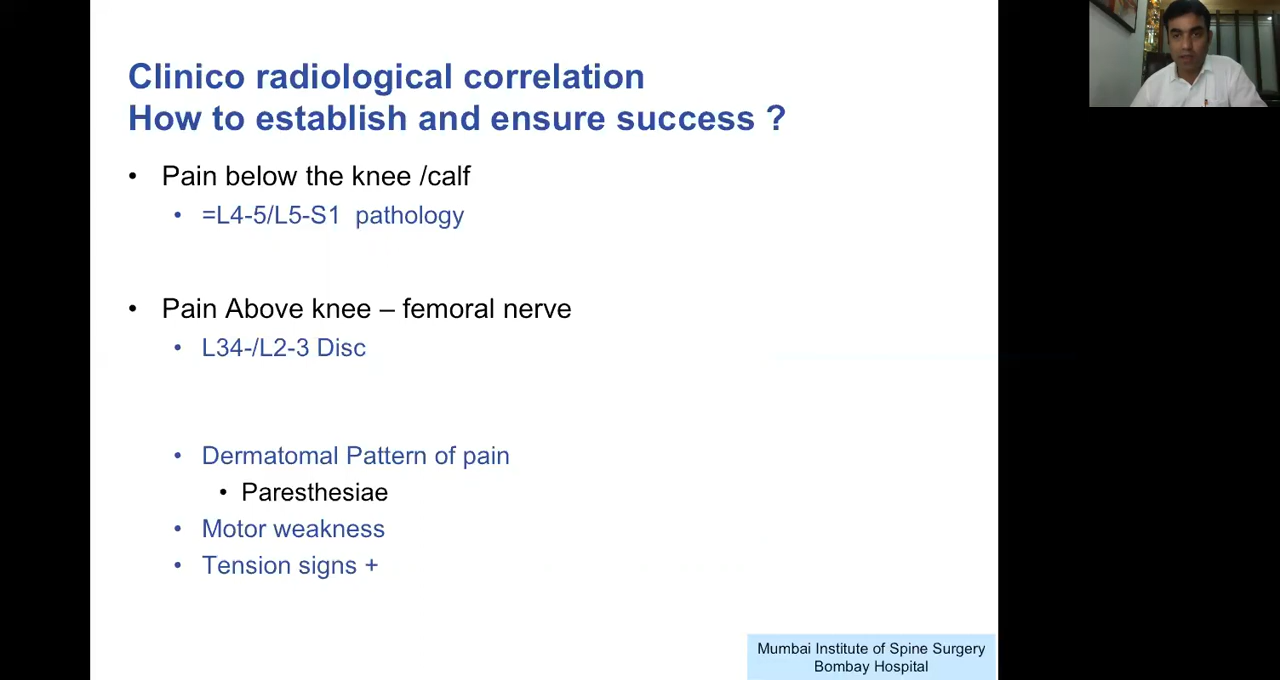 Clinico radiological correlation
How to establish and ensure success ?
• Pain below the knee /calf
• =L4-5/L5-S1 pathology
• Pain Above knee – femoral nerve
• L34-/L2-3 Disc
• Dermatomal Pattern of pain
• Paresthesiae
• Motor weakness
• Tension signs +
Mumbai Institute of Spine Surgery
Bombay Hospital